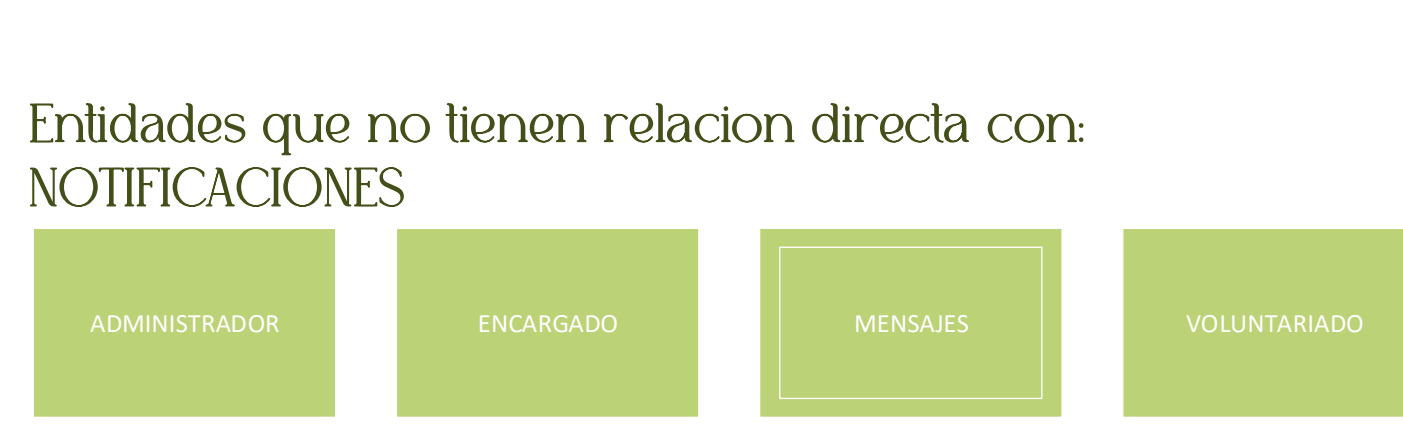 Entidades que no tienen relacion directa con:
NOTIFICACIONES
ADMINISTRADOR
ENCARGADO
MENSAJES
VOLUNTARIADO